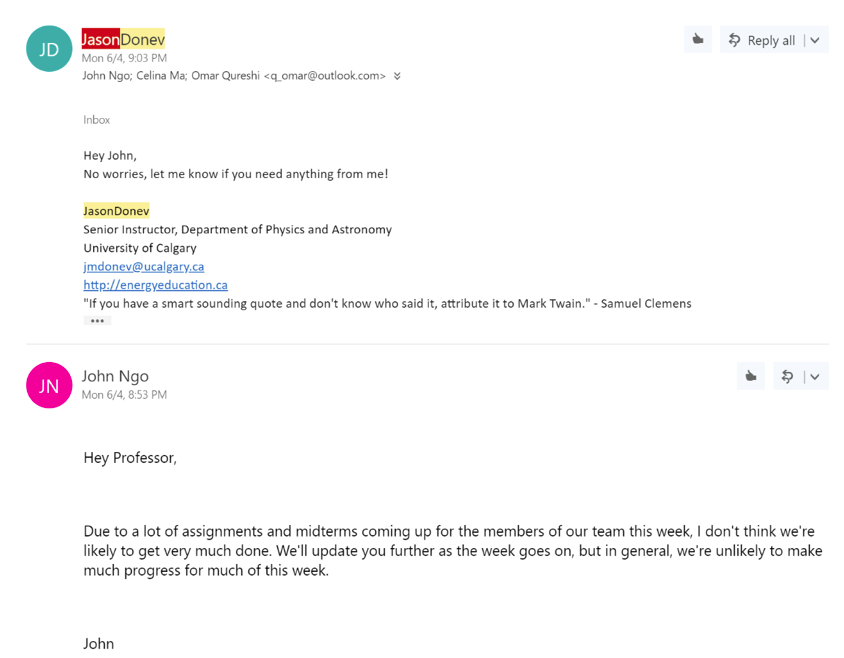 JD
JasonDonev
Mon 6/4, 9:03 PM
Reply all
John Ngo; Celina Ma; Omar Qureshi <q_omar@outlook.com>
Inbox
Hey John,
No worries, let me know if you need anything from me!
JasonDonev
Senior Instructor, Department of Physics and Astronomy
University of Calgary
jmdonev@ucalgary.ca
http://energyeducation.ca
"If you have a smart sounding quote and don't know who said it, attribute it to Mark Twain." - Samuel Clemens
JN
John Ngo
Mon 6/4, 8:53 PM
Hey Professor,
Due to a lot of assignments and midterms coming up for the members of our team this week, I don't think we're
likely to get very much done. We'll update you further as the week goes on, but in general, we're unlikely to make
much progress for much of this week.
John